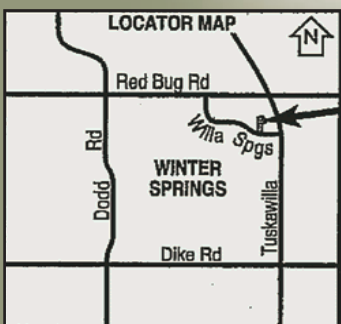 LOCATOR MAP
N
Red Bug Rd
Willa Spgs
Dodd Rd
WINTER
SPRINGS
Tuskawilla
Dike Rd